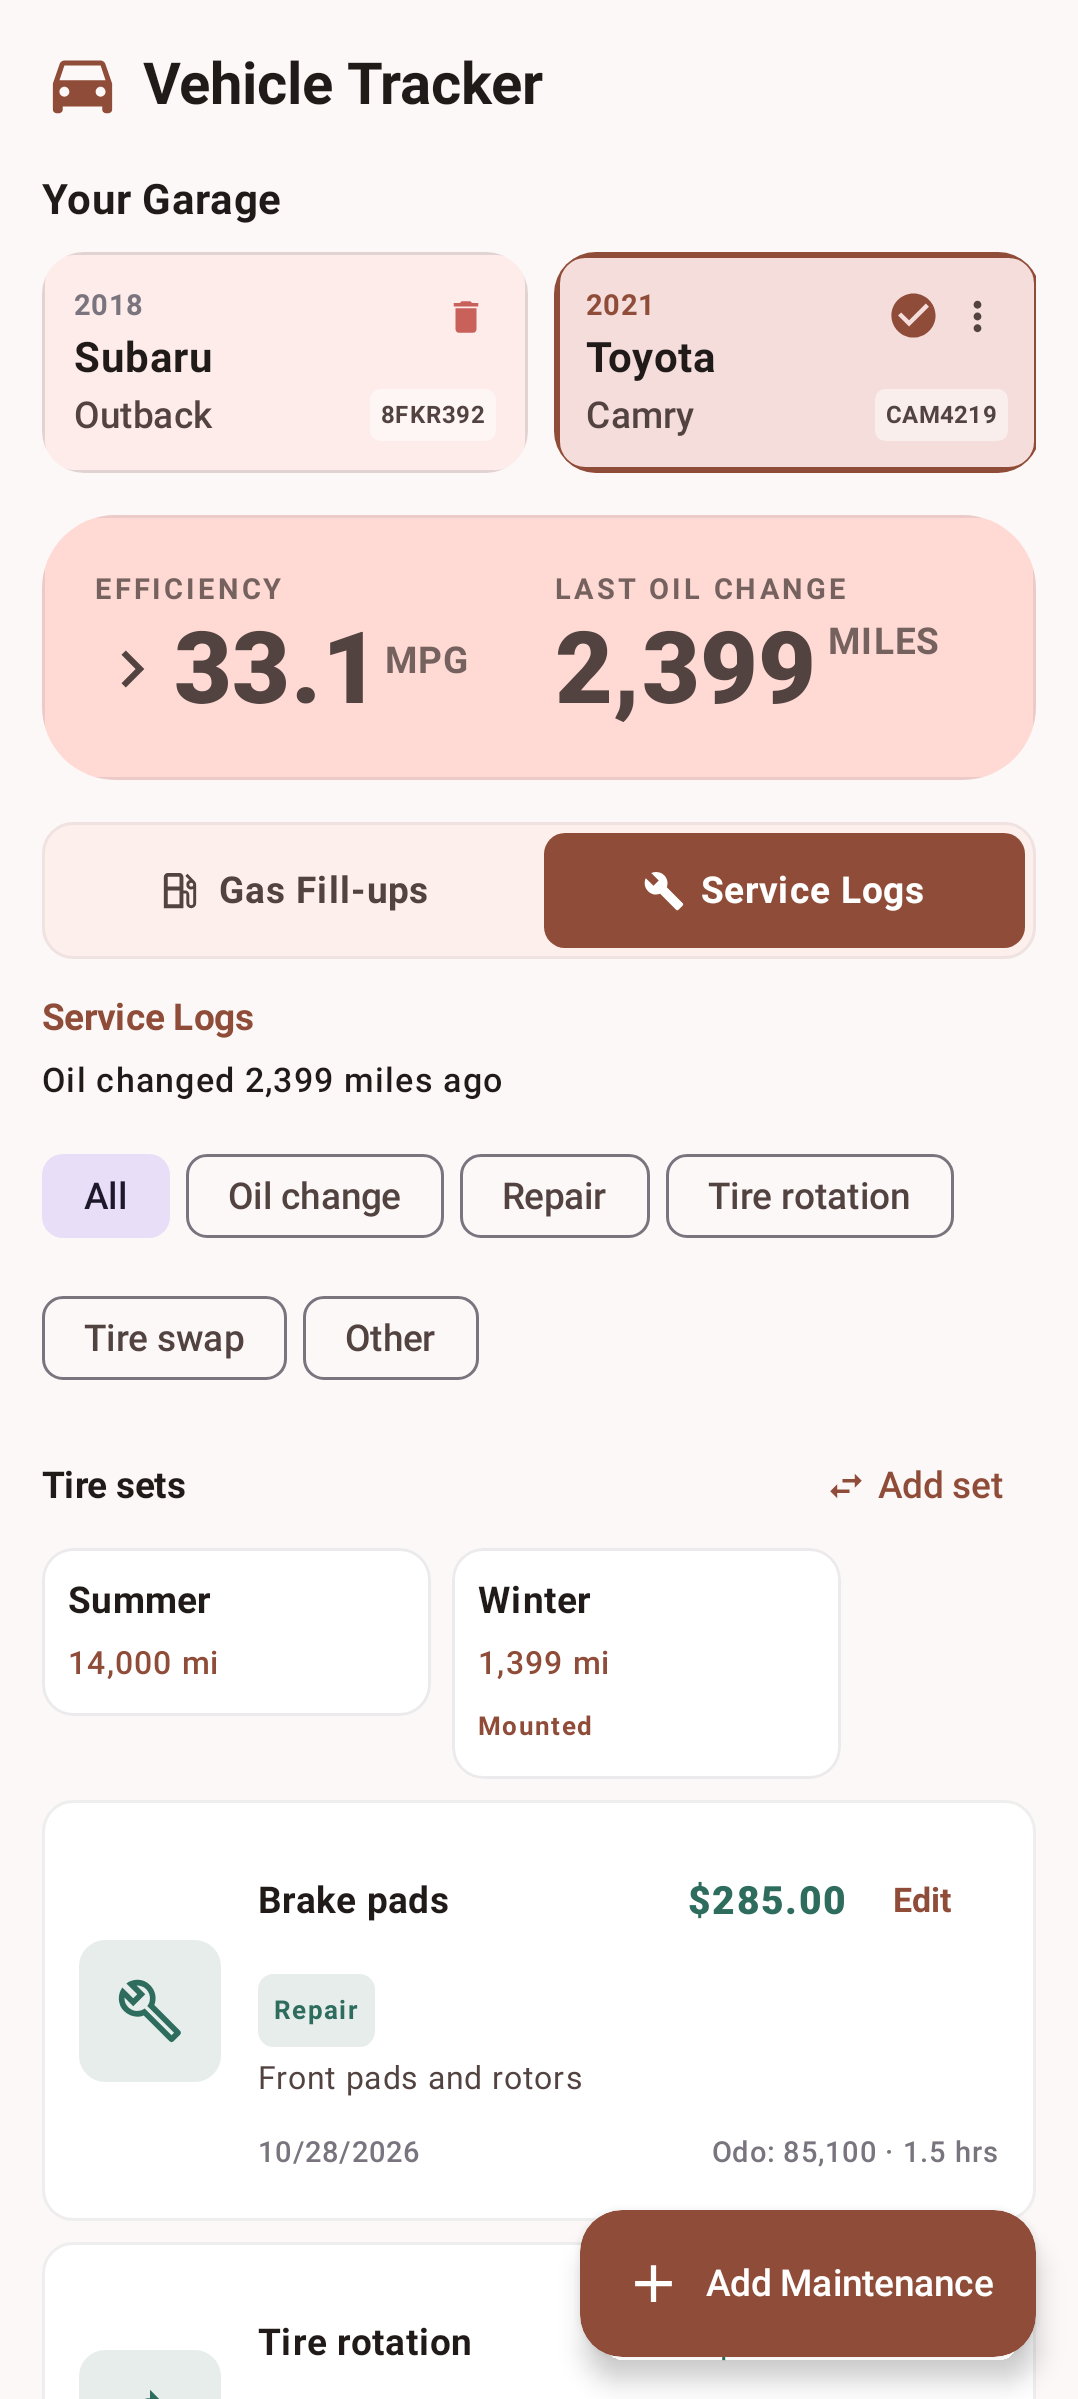 Vehicle Tracker
Your Garage
2018
Subaru
Outback
8FKR392
2021
Toyota
Camry
CAM4219
EFFICIENCY
33.1 MPG
LAST OIL CHANGE
2,399 MILES
Gas Fill-ups
Service Logs
Service Logs
Oil changed 2,399 miles ago
All
Oil change
Repair
Tire rotation
Tire swap
Other
Tire sets
Add set
Summer
14,000 mi
Winter
1,399 mi
Mounted
Brake pads
$285.00
Edit
Repair
Front pads and rotors
10/28/2026
Odo: 85,100 · 1.5 hrs
Add Maintenance
Tire rotation